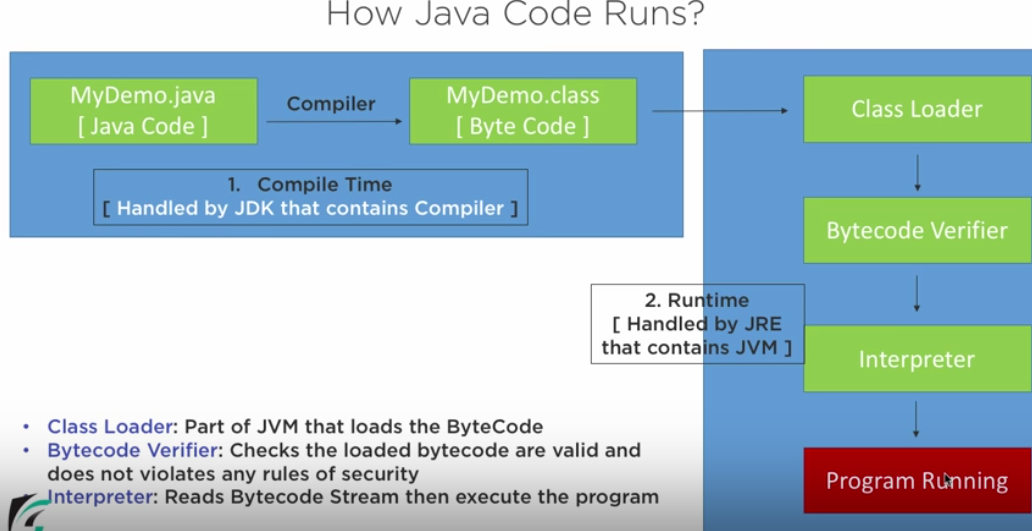 How Java Code Runs?
MyDemo.java
[ Java Code ]
Compiler
MyDemo.class
[ Byte Code ]
1. Compile Time
[ Handled by JDK that contains Compiler ]
Class Loader
Bytecode Verifier
2. Runtime
[ Handled by JRE
that contains JVM ]
Interpreter
Program Running
• Class Loader: Part of JVM that loads the ByteCode
• Bytecode Verifier: Checks the loaded bytecode are valid and
does not violates any rules of security
Interpreter: Reads Bytecode Stream then execute the program